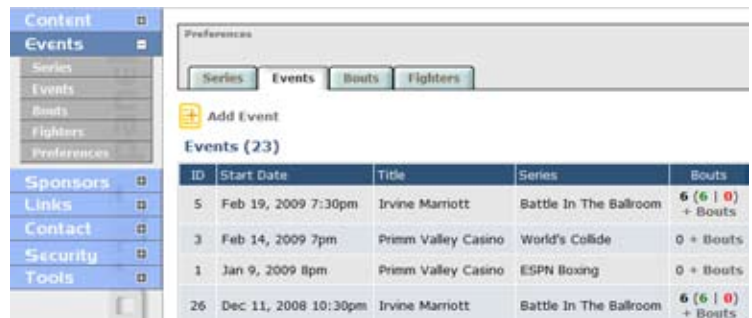 Content
Events
Series
Events
Bouts
Fighters
Preferences
Sponsors
Links
Contact
Security
Tools
Preferences
Series Events Bouts Fighters
Add Event
Events (23)
ID Start Date Title Series Bouts
5 Feb 19, 2009 7:30pm Irvine Marriott Battle In The Ballroom 6 (6 | 0)
+ Bouts
3 Feb 14, 2009 7pm Primm Valley Casino World's Collide 0 + Bouts
1 Jan 9, 2009 8pm Primm Valley Casino ESPN Boxing 0 + Bouts
26 Dec 11, 2008 10:30pm Irvine Marriott Battle In The Ballroom 6 (6 | 0)
+ Bouts